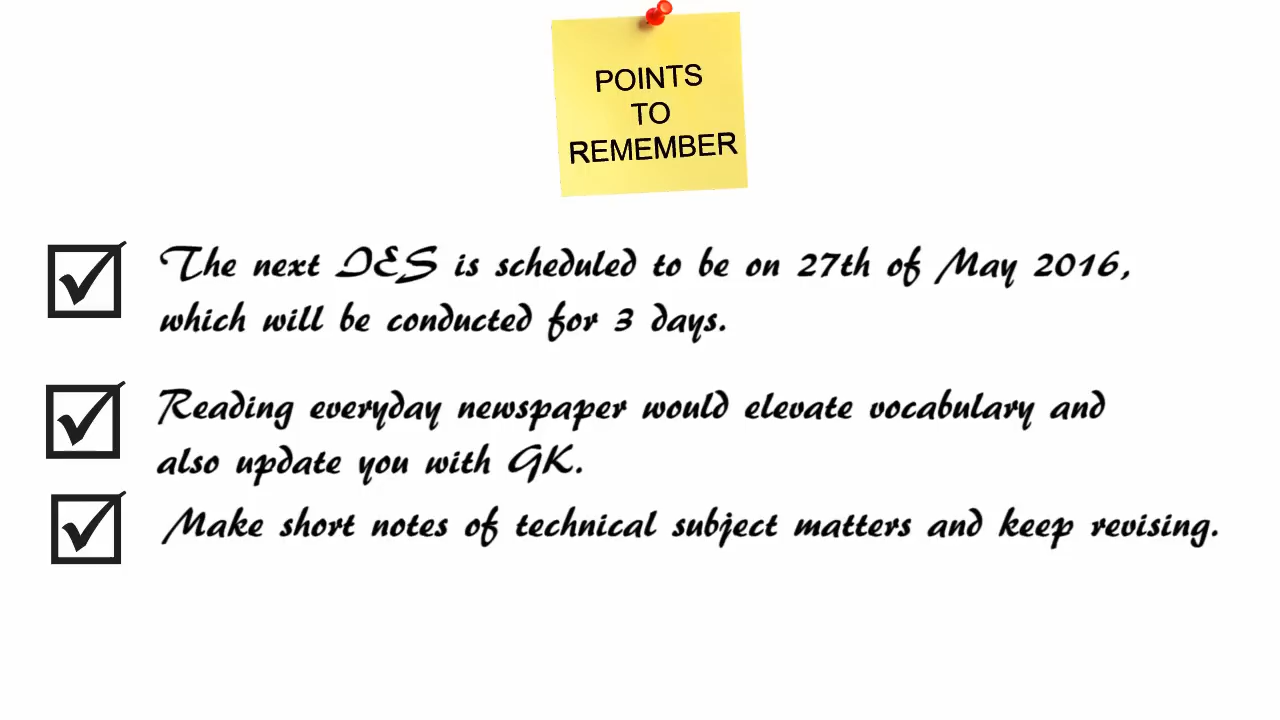 POINTS
TO
REMEMBER
The next IES is scheduled to be on 27th of May 2016,
which will be conducted for 3 days.
Reading everyday newspaper would elevate vocabulary and
also update you with GK.
Make short notes of technical subject matters and keep revising.